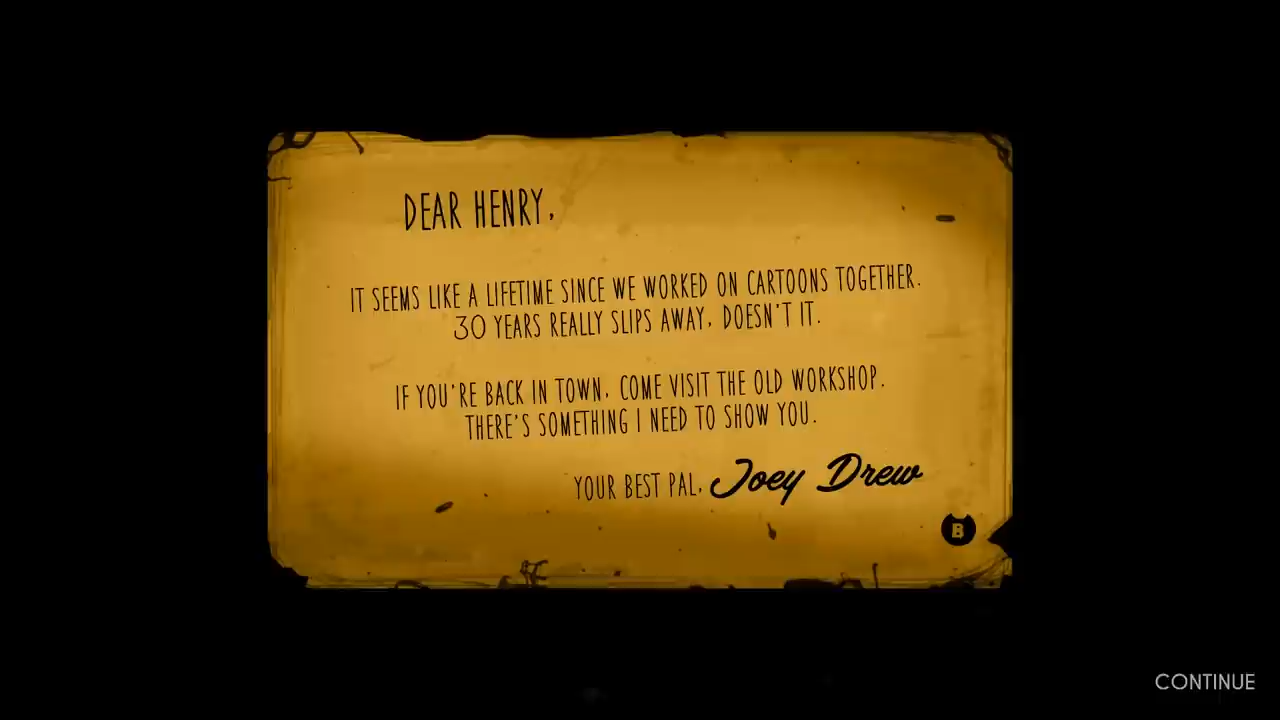 DEAR HENRY,
IT SEEMS LIKE A LIFETIME SINCE WE WORKED ON CARTOONS TOGETHER.
30 YEARS REALLY SLIPS AWAY, DOESN'T IT.
IF YOU'RE BACK IN TOWN, COME VISIT THE OLD WORKSHOP.
THERE'S SOMETHING I NEED TO SHOW YOU.
YOUR BEST PAL, Joey Drew
B
CONTINUE